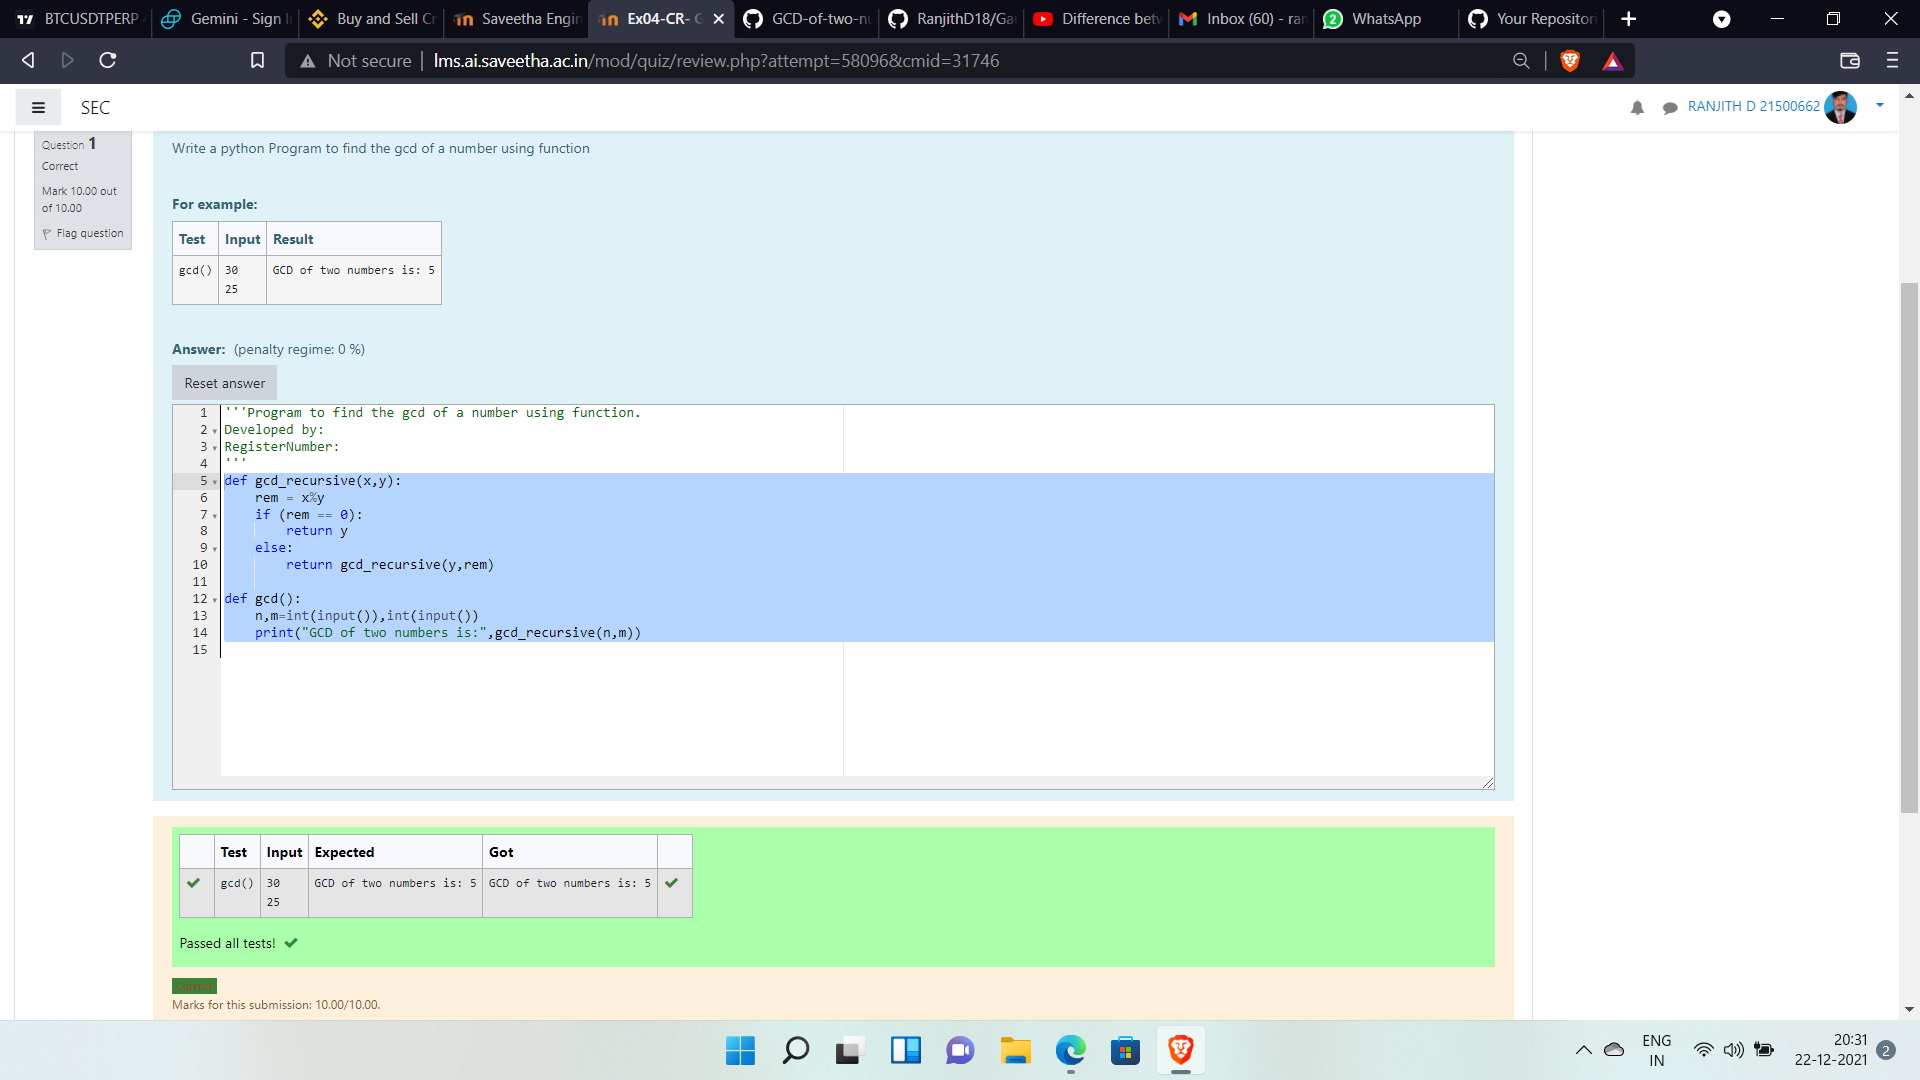 BTCUSDTPERP
Gemini - Sign I
Buy and Sell Cr
Saveetha Engin
Ex04-CR- G
GCD-of-two-nu
RanjithD18/Gau
Difference betw
Inbox (60) - ran
2 WhatsApp
Your Repositori
Not secure | lms.ai.saveetha.ac.in/mod/quiz/review.php?attempt=58096&cmid=31746
SEC
RANJITH D 21500662
Question 1
Correct
Mark 10.00 out
of 10.00
Flag question
Write a python Program to find the gcd of a number using function
For example:
Test Input Result
gcd() 30 GCD of two numbers is: 5
25
Answer: (penalty regime: 0 %)
Reset answer
1 '''Program to find the gcd of a number using function.
2 Developed by:
3 RegisterNumber:
4 '''
5 def gcd_recursive(x,y):
6 rem = x%y
7 if (rem == 0):
8 return y
9 else:
10 return gcd_recursive(y,rem)
11
12 def gcd():
13 n,m=int(input()),int(input())
14 print("GCD of two numbers is:",gcd_recursive(n,m))
15
Test Input Expected Got
gcd() 30 GCD of two numbers is: 5 GCD of two numbers is: 5
25
Passed all tests!
Correct
Marks for this submission: 10.00/10.00.
ENG
IN
20:31
22-12-2021
2